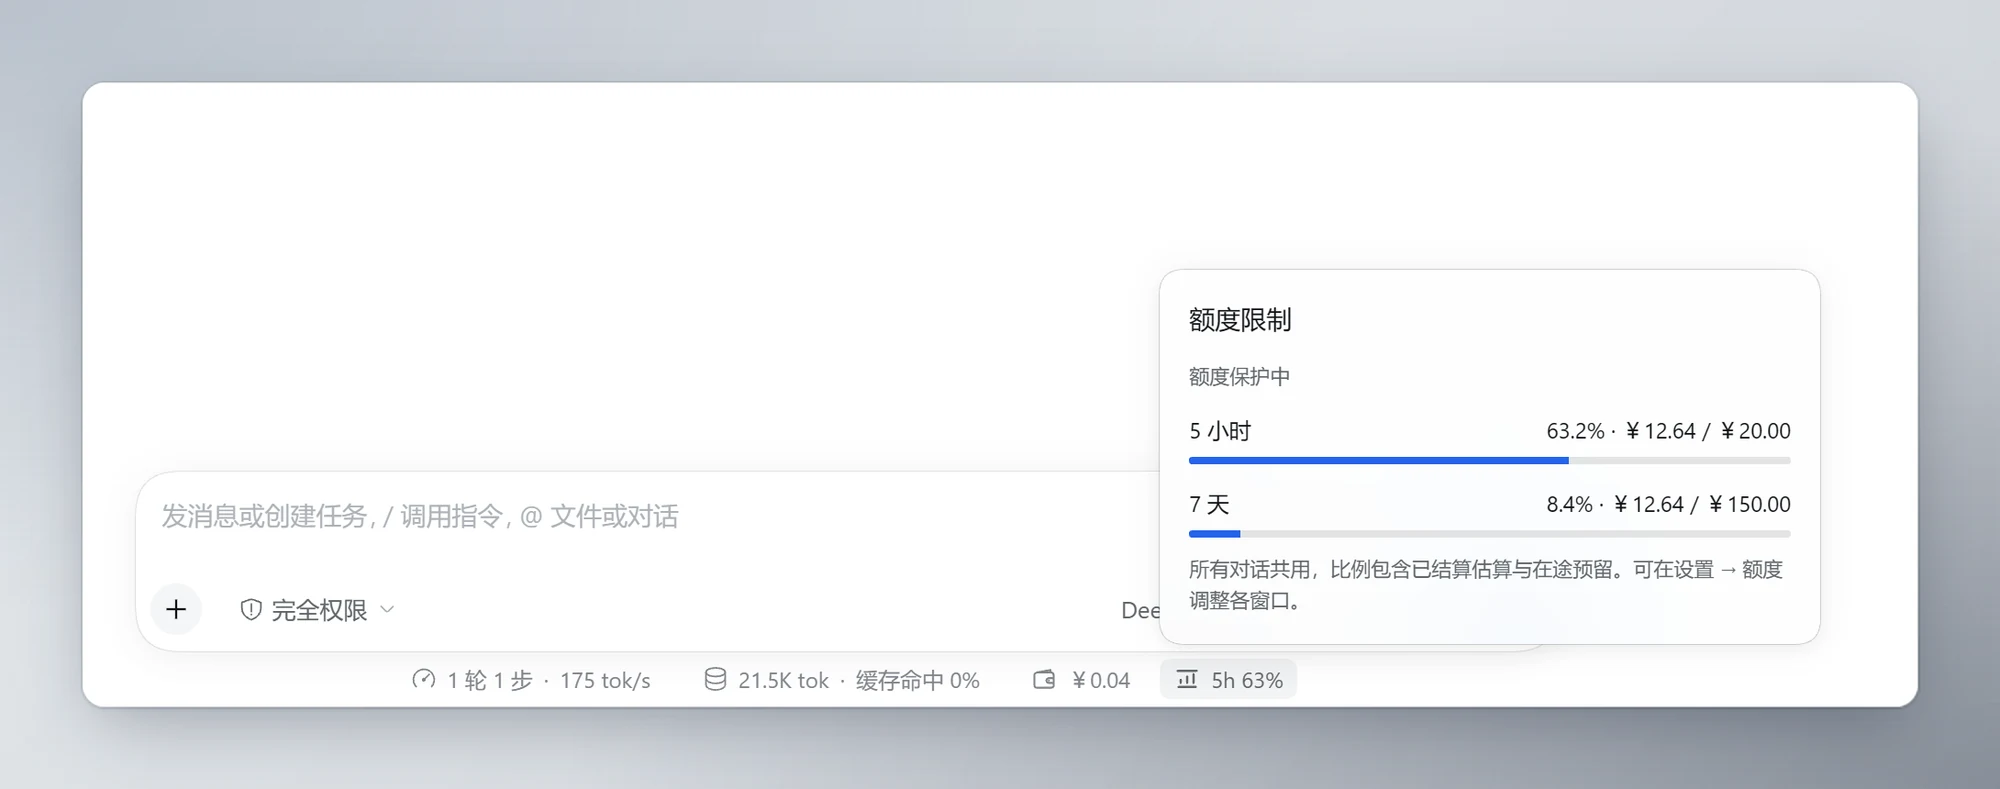 额度限制
额度保护中
5 小时 63.2% · ¥12.64 / ¥20.00
7 天 8.4% · ¥12.64 / ¥150.00
所有对话共用，比例包含已结算估算与在途预留。可在设置 → 额度
调整各窗口。
发消息或创建任务, / 调用指令, @ 文件或对话
完全权限 Dee
1 轮 1 步 · 175 tok/s 21.5K tok · 缓存命中 0% ¥0.04 5h 63%